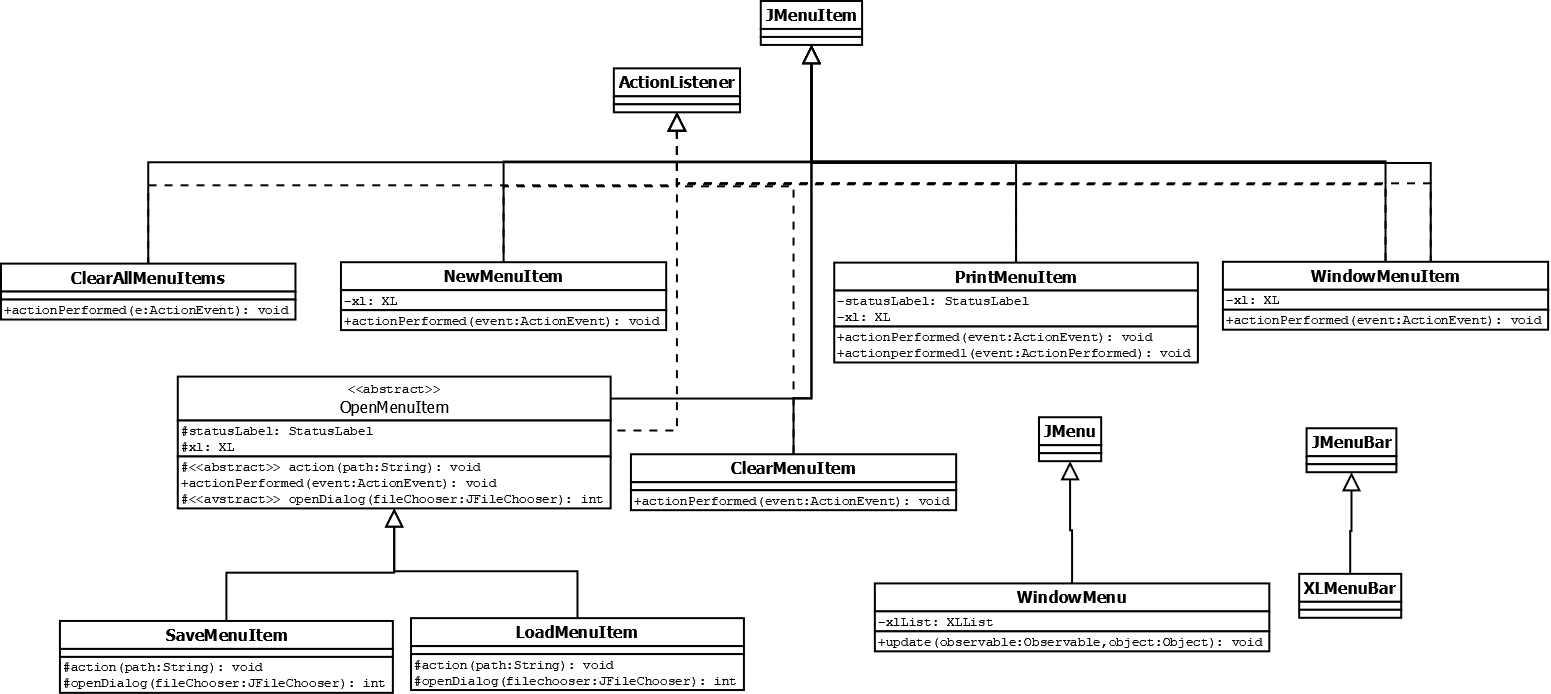 JMenuItem
ActionListener
ClearAllMenuItems
+actionPerformed(e:ActionEvent): void
NewMenuItem
-xl: XL
+actionPerformed(event:ActionEvent): void
PrintMenuItem
-statusLabel: StatusLabel
-xl: XL
+actionPerformed(event:ActionEvent): void
+actionperformed1(event:ActionPerformed): void
WindowMenuItem
-xl: XL
+actionPerformed(event:ActionEvent): void
<<abstract>>
OpenMenuItem
#statusLabel: StatusLabel
#xl: XL
#<<abstract>> action(path:String): void
+actionPerformed(event:ActionEvent): void
#<<avstract>> openDialog(fileChooser:JFileChooser): int
ClearMenuItem
+actionPerformed(event:ActionEvent): void
JMenu
JMenuBar
WindowMenu
-xlList: XLList
+update(observable:Observable,object:Object): void
XLMenuBar
SaveMenuItem
#action(path:String): void
#openDialog(fileChooser:JFileChooser): int
LoadMenuItem
#action(path:String): void
#openDialog(filechooser:JFileChooser): int